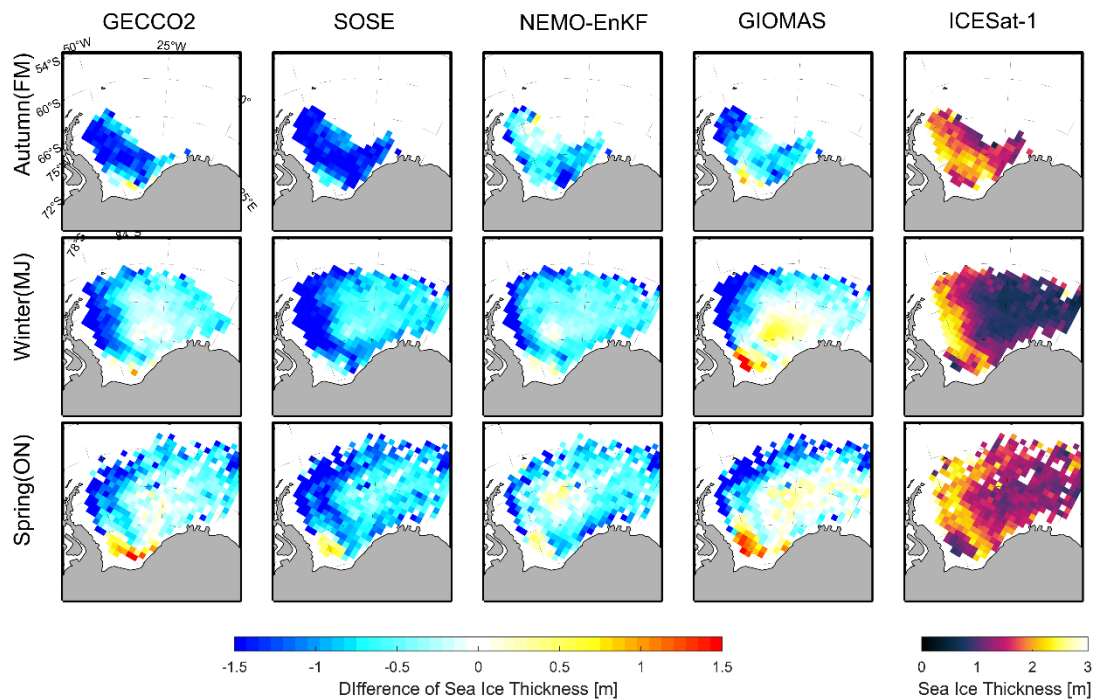 GECCO2 SOSE NEMO-EnKF GIOMAS ICESat-1
Autumn(FM)
50°W
25°W
54°S
0°
60°S
66°S
75°W
72°S
25°E
Winter(MJ)
78°S
84°S
Spring(ON)
-1.5 -1 -0.5 0 0.5 1 1.5
DIfference of Sea Ice Thickness [m]
0 1 2 3
Sea Ice Thickness [m]